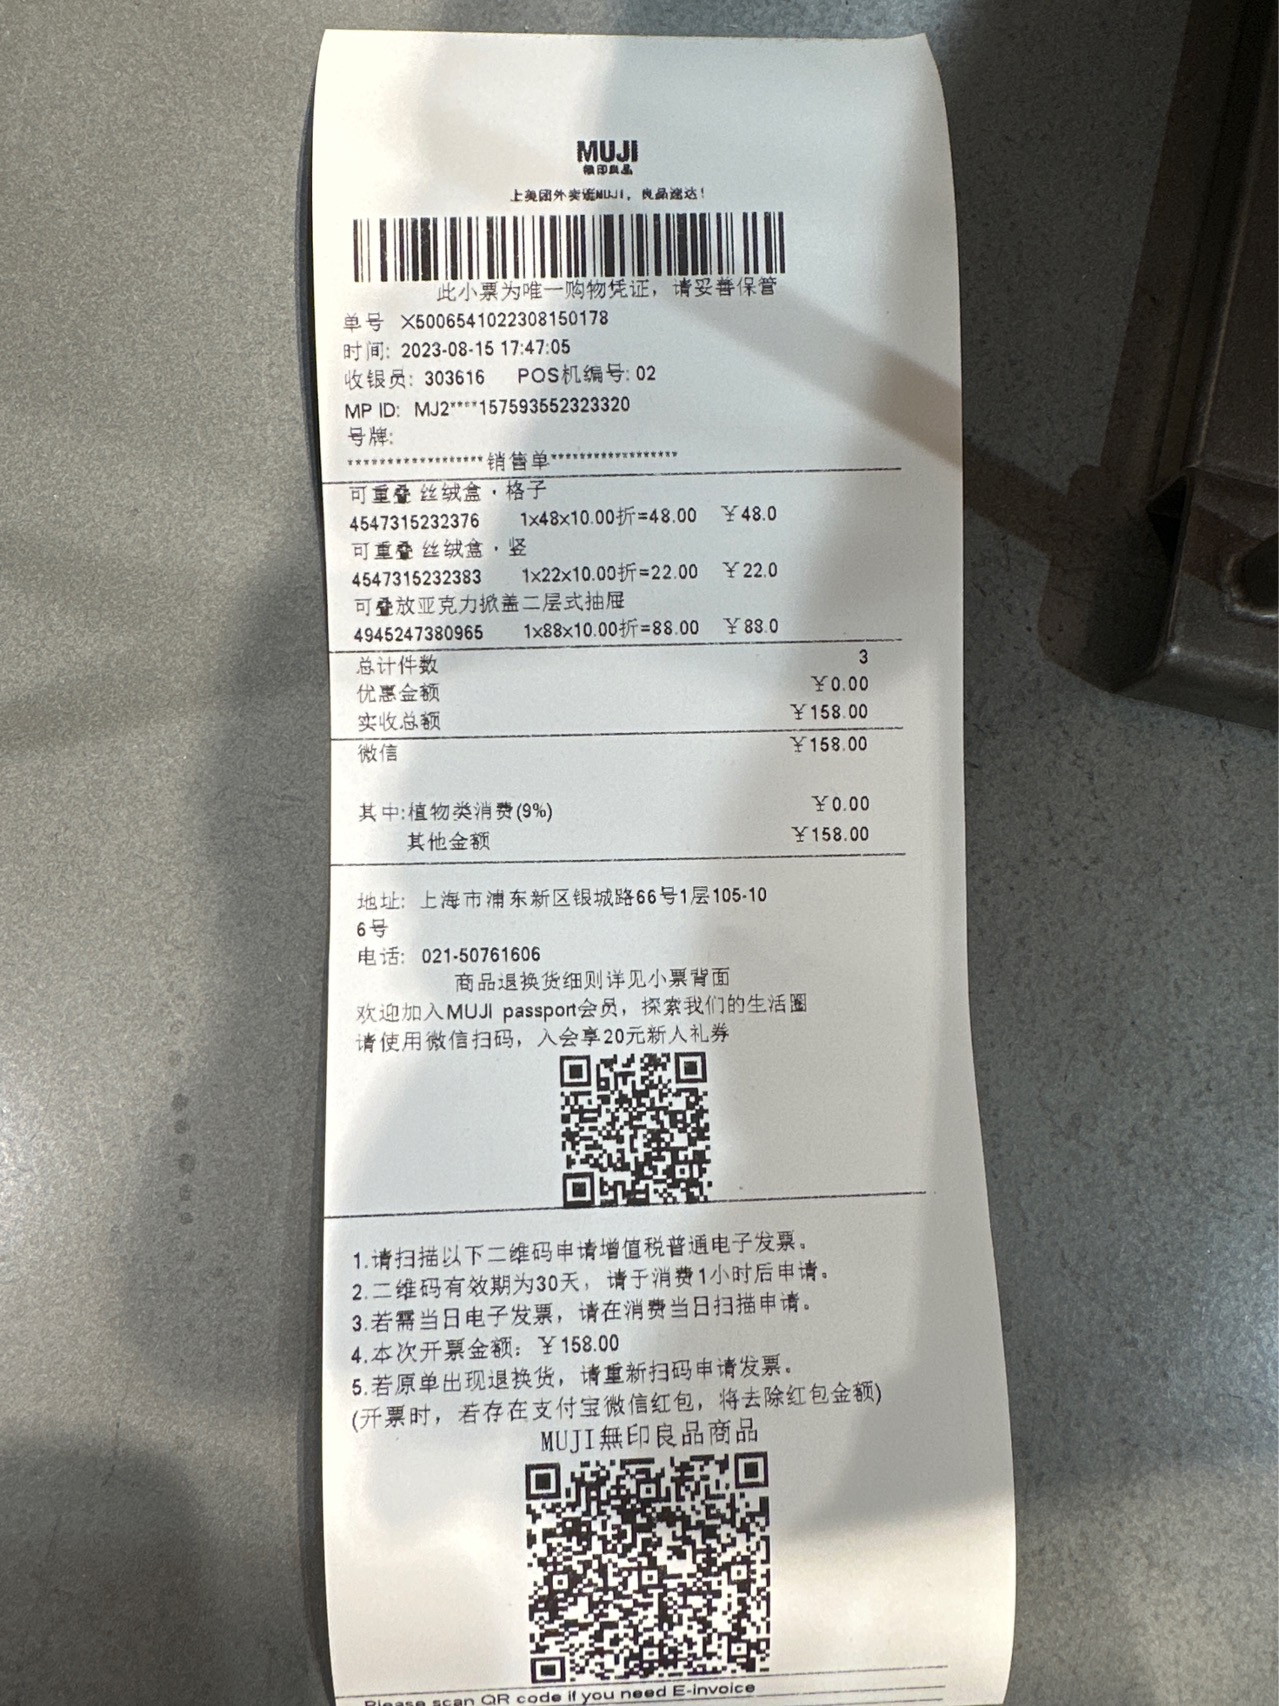 MUJI
無印良品
上美团外卖逛MUJI，良品速达！
此小票为唯一购物凭证，请妥善保管
单号 X5006541022308150178
时间: 2023-08-15 17:47:05
收银员: 303616 POS机编号: 02
MP ID: MJ2****157593552323320
号牌:
******************销售单******************
可重叠 丝绒盒・格子
4547315232376 1x48x10.00折=48.00 ￥48.0
可重叠 丝绒盒・竖
4547315232383 1x22x10.00折=22.00 ￥22.0
可叠放亚克力掀盖二层式抽屉
4945247380965 1x88x10.00折=88.00 ￥88.0
总计件数 3
优惠金额 ￥0.00
实收总额 ￥158.00
微信 ￥158.00
其中:植物类消费(9%) ￥0.00
其他金额 ￥158.00
地址: 上海市浦东新区银城路66号1层105-10
6号
电话: 021-50761606
商品退换货细则详见小票背面
欢迎加入MUJI passport会员，探索我们的生活圈
请使用微信扫码，入会享20元新人礼券
1.请扫描以下二维码申请增值税普通电子发票。
2.二维码有效期为30天，请于消费1小时后申请。
3.若需当日电子发票，请在消费当日扫描申请。
4.本次开票金额: ￥158.00
5.若原单出现退换货，请重新扫码申请发票。
(开票时，若存在支付宝微信红包，将去除红包金额)
MUJI無印良品商品
Please scan QR code if you need E-invoice